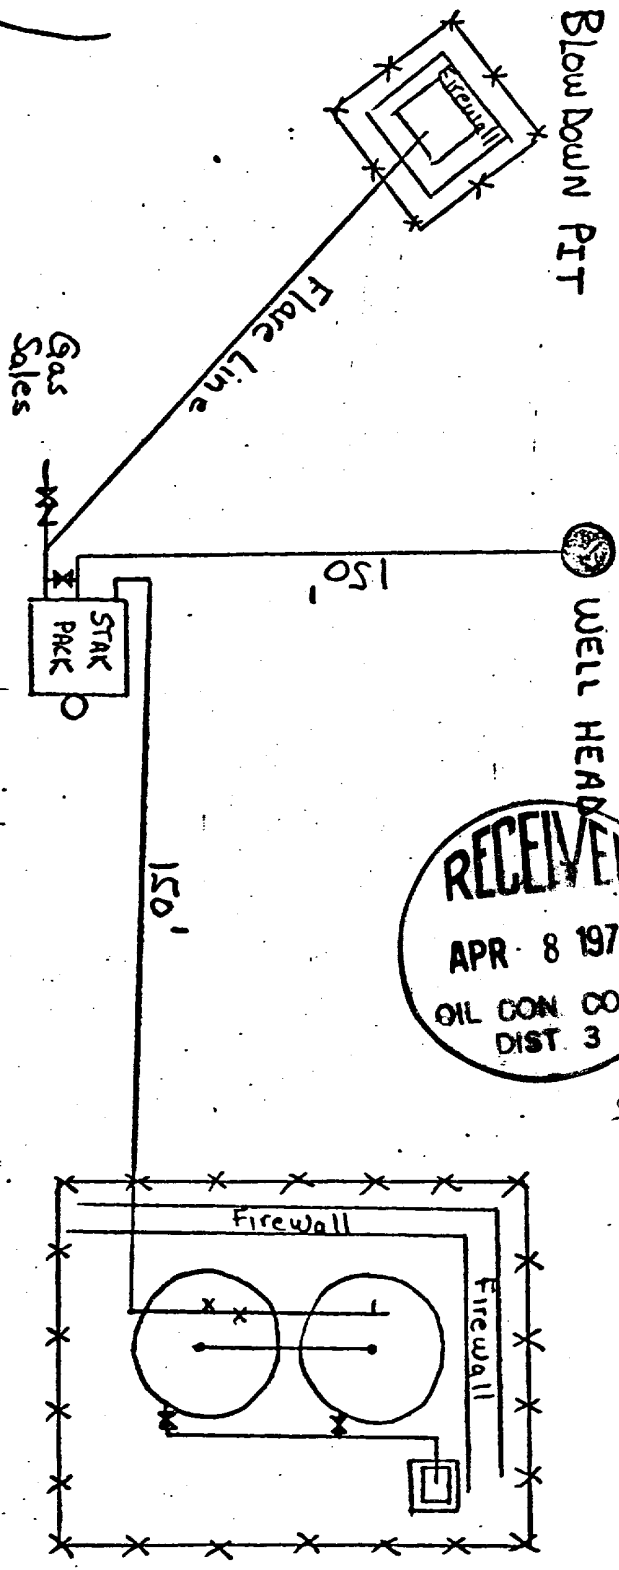 BLOW DOWN PIT
Firewall
Flare Line
Gas
Sales
150'
WELL HEAD
STAK
PACK
RECEIVE
APR 8 197
OIL CON CO
DIST. 3
150'
Firewall
Firewall